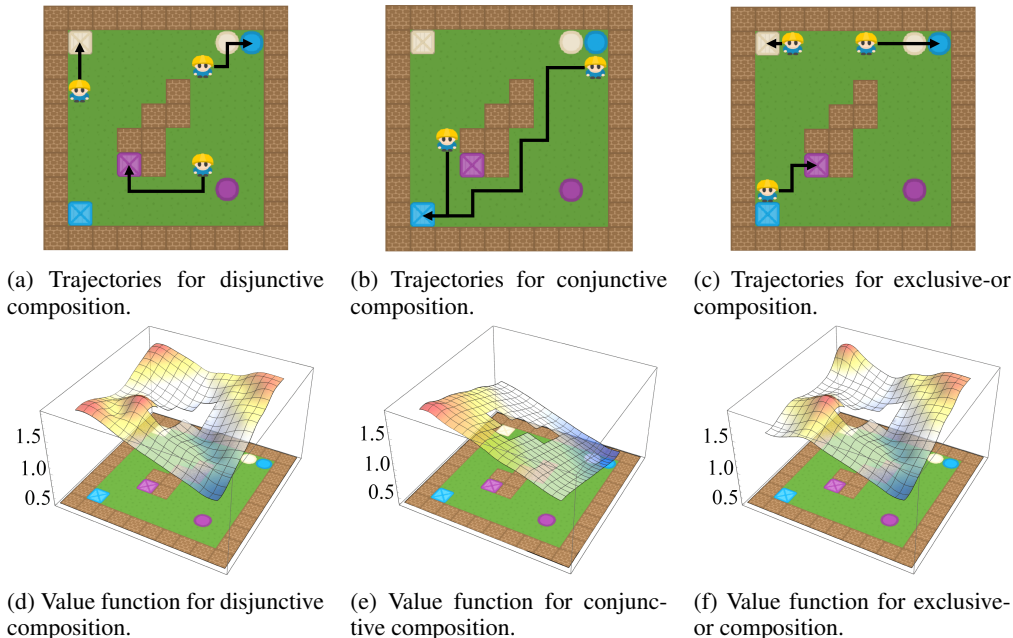 (a) Trajectories for disjunctive
composition.
(b) Trajectories for conjunctive
composition.
(c) Trajectories for exclusive-or
composition.
1.5
1.0
0.5
1.5
1.0
0.5
1.5
1.0
0.5
(d) Value function for disjunctive
composition.
(e) Value function for conjunc-
tive composition.
(f) Value function for exclusive-
or composition.